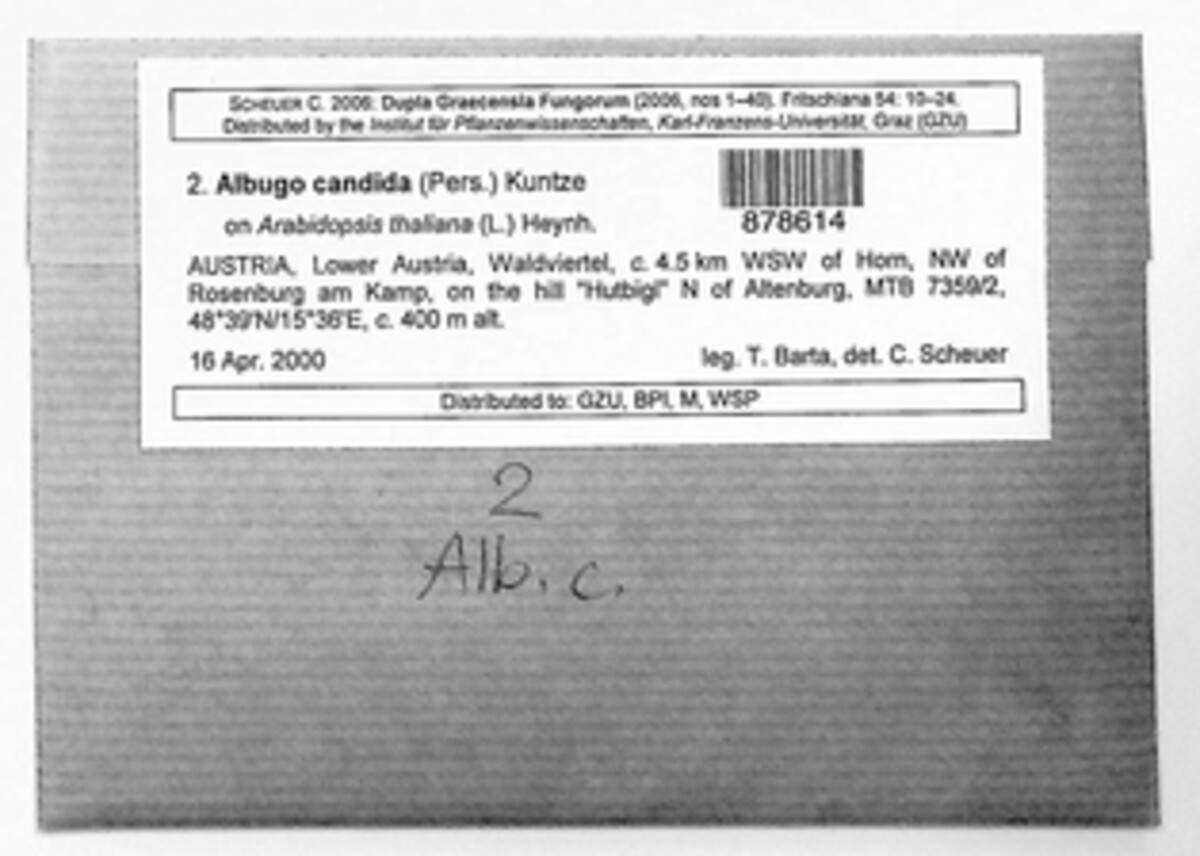 SCHEUER C. 2006: Dupla Graecensia Fungorum (2006, nos 1–40). Fritschiana 54: 10–24.
Distributed by the Institut für Pflanzenwissenschaften, Karl-Franzens-Universität, Graz (GZU)
2. Albugo candida (Pers.) Kuntze
878614
on Arabidopsis thaliana (L.) Heynh.
AUSTRIA, Lower Austria, Waldviertel, c. 4.5 km WSW of Horn, NW of
Rosenburg am Kamp, on the hill "Hutbigl" N of Altenburg, MTB 7359/2,
48°39'N/15°36'E, c. 400 m alt.
16 Apr. 2000 leg. T. Barta, det. C. Scheuer
Distributed to: GZU, BPI, M, WSP
2
Alb. c.